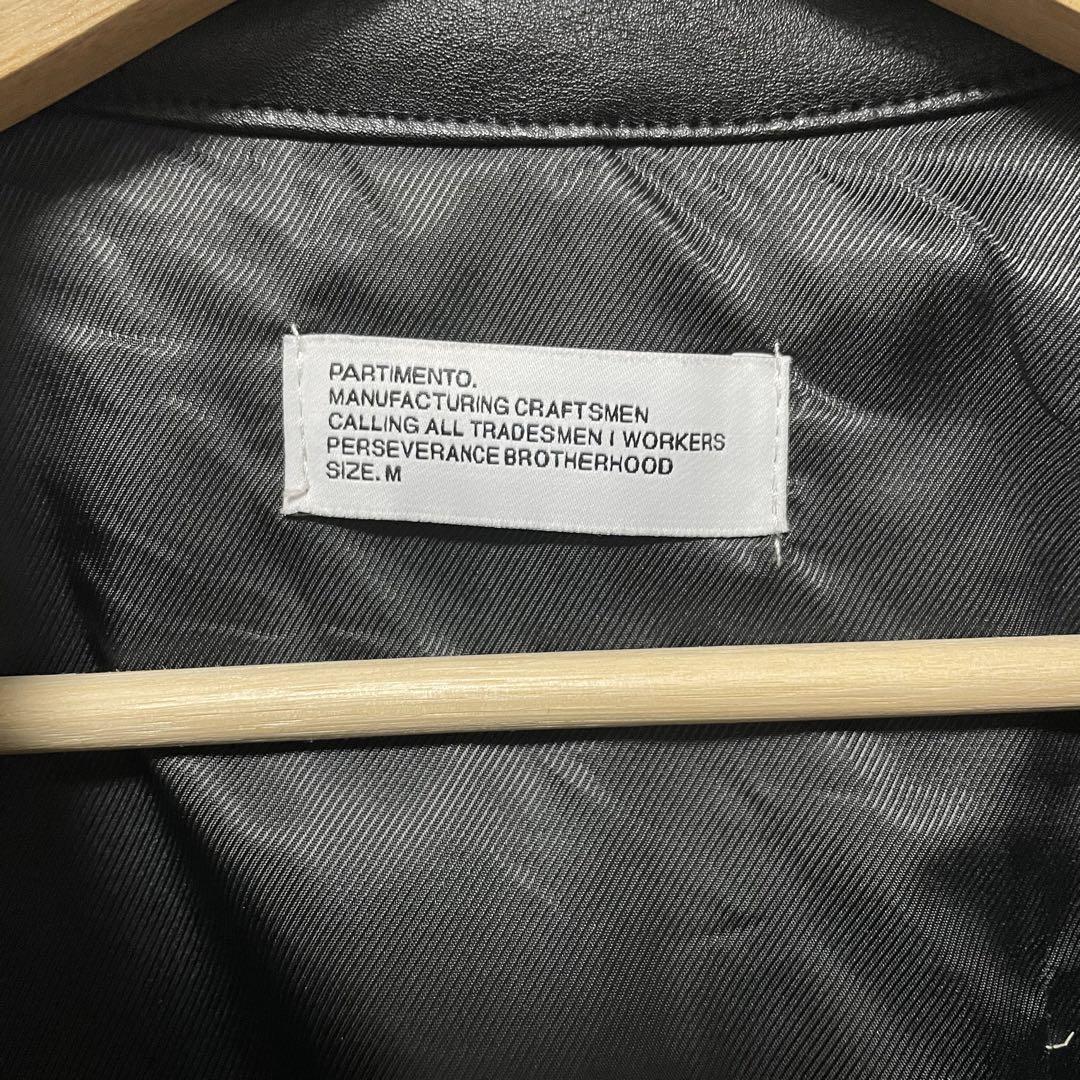 PARTIMENTO.
MANUFACTURING CRAFTSMEN
CALLING ALL TRADESMEN I WORKERS
PERSEVERANCE BROTHERHOOD
SIZE. M